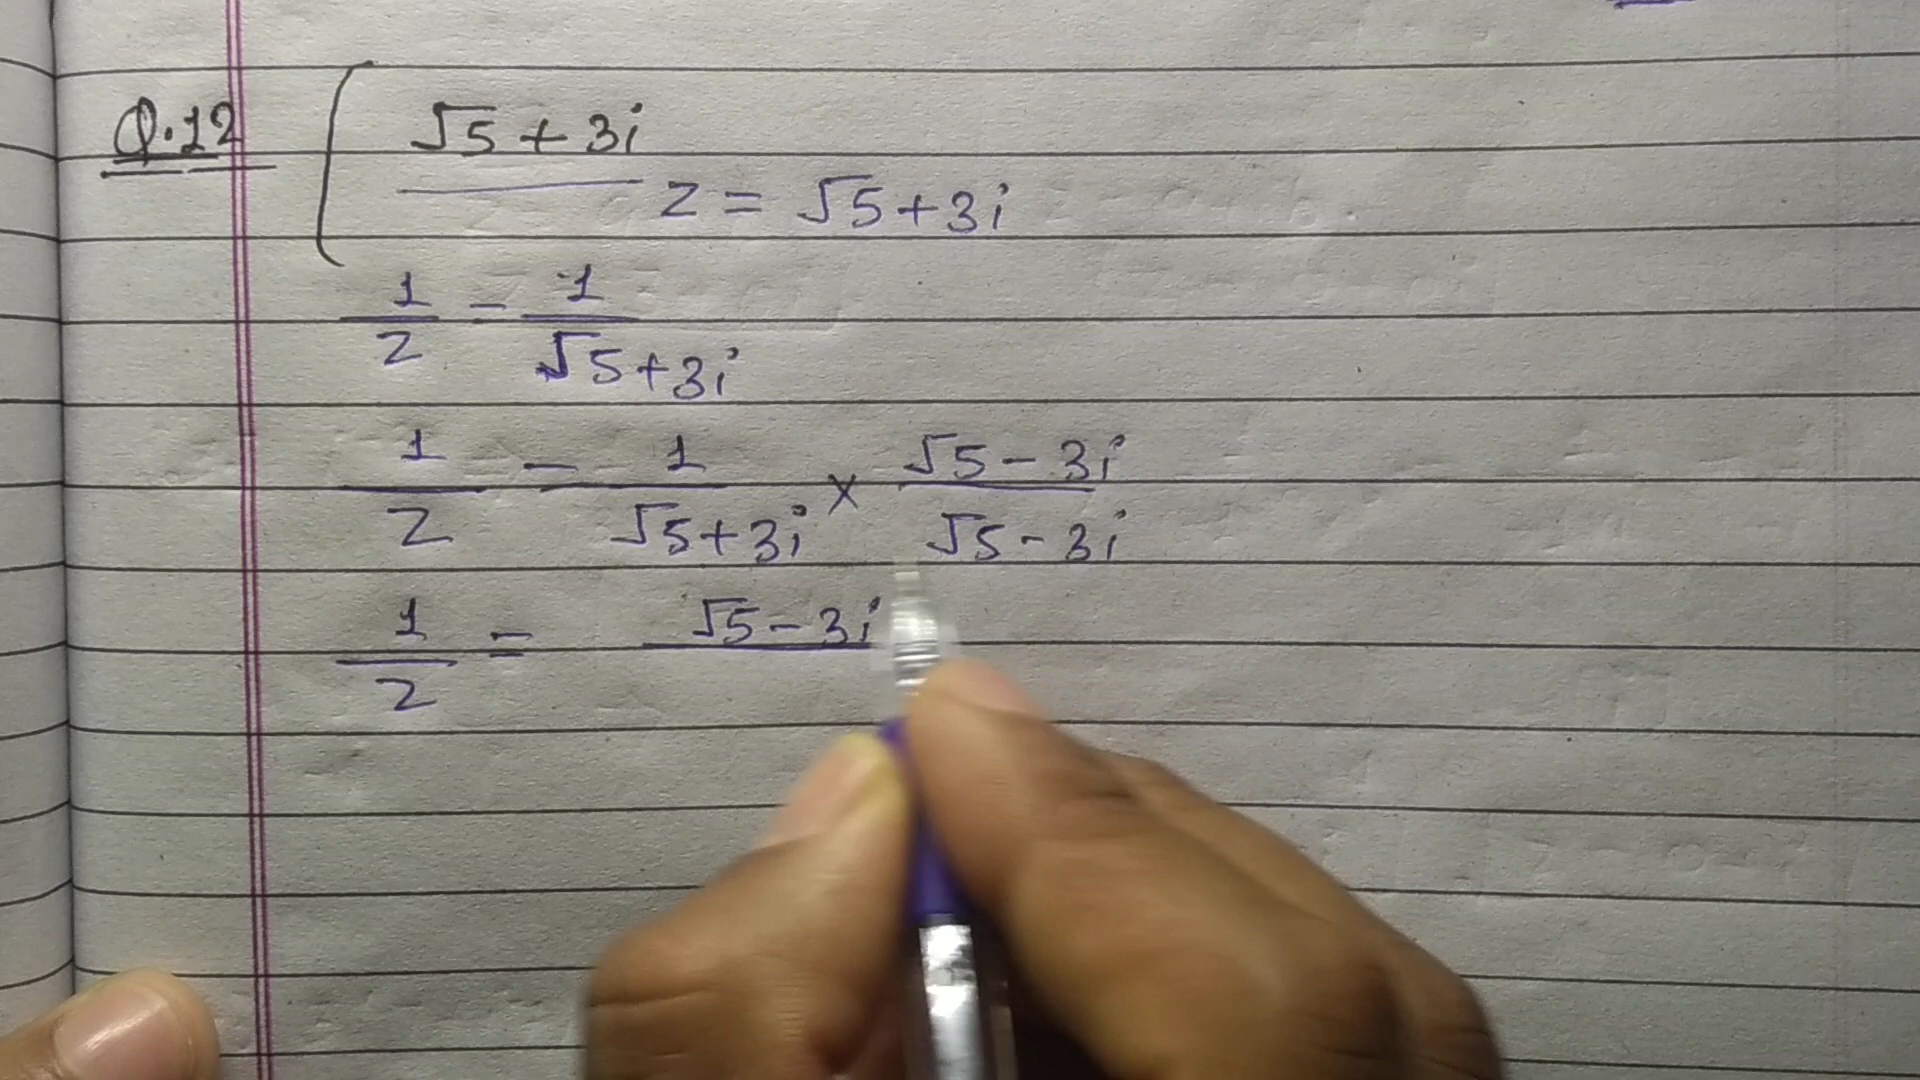 Q.12 ( √5 + 3i
z = √5+3i
1/z = 1/√5+3i
1/z = 1/√5+3i × √5-3i/√5-3i
1/z = √5-3i